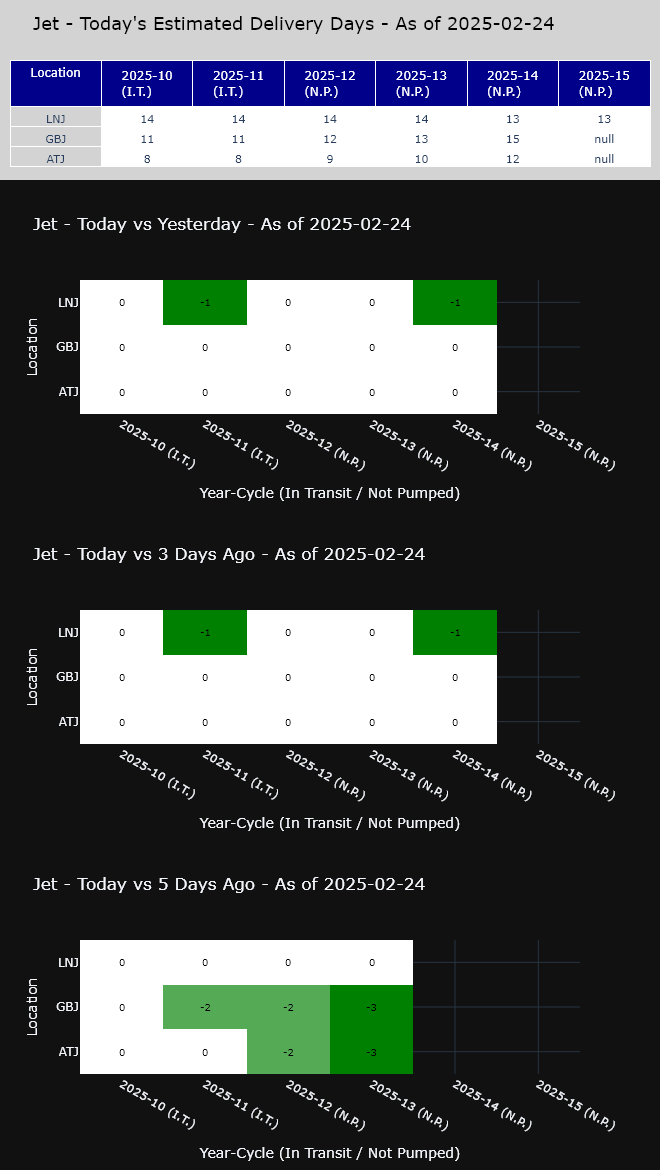 Jet - Today's Estimated Delivery Days - As of 2025-02-24
Location 2025-10 (I.T.) 2025-11 (I.T.) 2025-12 (N.P.) 2025-13 (N.P.) 2025-14 (N.P.) 2025-15 (N.P.)
LNJ 14 14 14 14 13 13
GBJ 11 11 12 13 15 null
ATJ 8 8 9 10 12 null
Jet - Today vs Yesterday - As of 2025-02-24
Location
LNJ 0 -1 0 0 -1
GBJ 0 0 0 0 0
ATJ 0 0 0 0 0
2025-10 (I.T.) 2025-11 (I.T.) 2025-12 (N.P.) 2025-13 (N.P.) 2025-14 (N.P.) 2025-15 (N.P.)
Year-Cycle (In Transit / Not Pumped)
Jet - Today vs 3 Days Ago - As of 2025-02-24
Location
LNJ 0 -1 0 0 -1
GBJ 0 0 0 0 0
ATJ 0 0 0 0 0
2025-10 (I.T.) 2025-11 (I.T.) 2025-12 (N.P.) 2025-13 (N.P.) 2025-14 (N.P.) 2025-15 (N.P.)
Year-Cycle (In Transit / Not Pumped)
Jet - Today vs 5 Days Ago - As of 2025-02-24
Location
LNJ 0 0 0 0
GBJ 0 -2 -2 -3
ATJ 0 0 -2 -3
2025-10 (I.T.) 2025-11 (I.T.) 2025-12 (N.P.) 2025-13 (N.P.) 2025-14 (N.P.) 2025-15 (N.P.)
Year-Cycle (In Transit / Not Pumped)